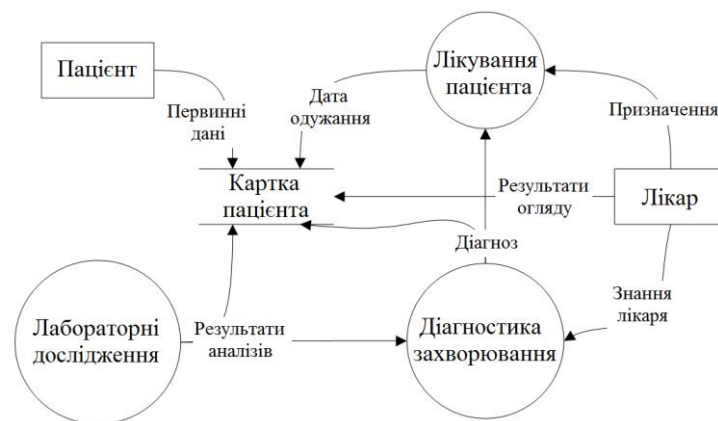 Пацієнт
Лікування
пацієнта
Дата
одужання
Призначення
Первинні
дані
Картка
пацієнта
Результати
огляду
Лікар
Діагноз
Знання
лікаря
Лабораторні
дослідження
Результати
аналізів
Діагностика
захворювання